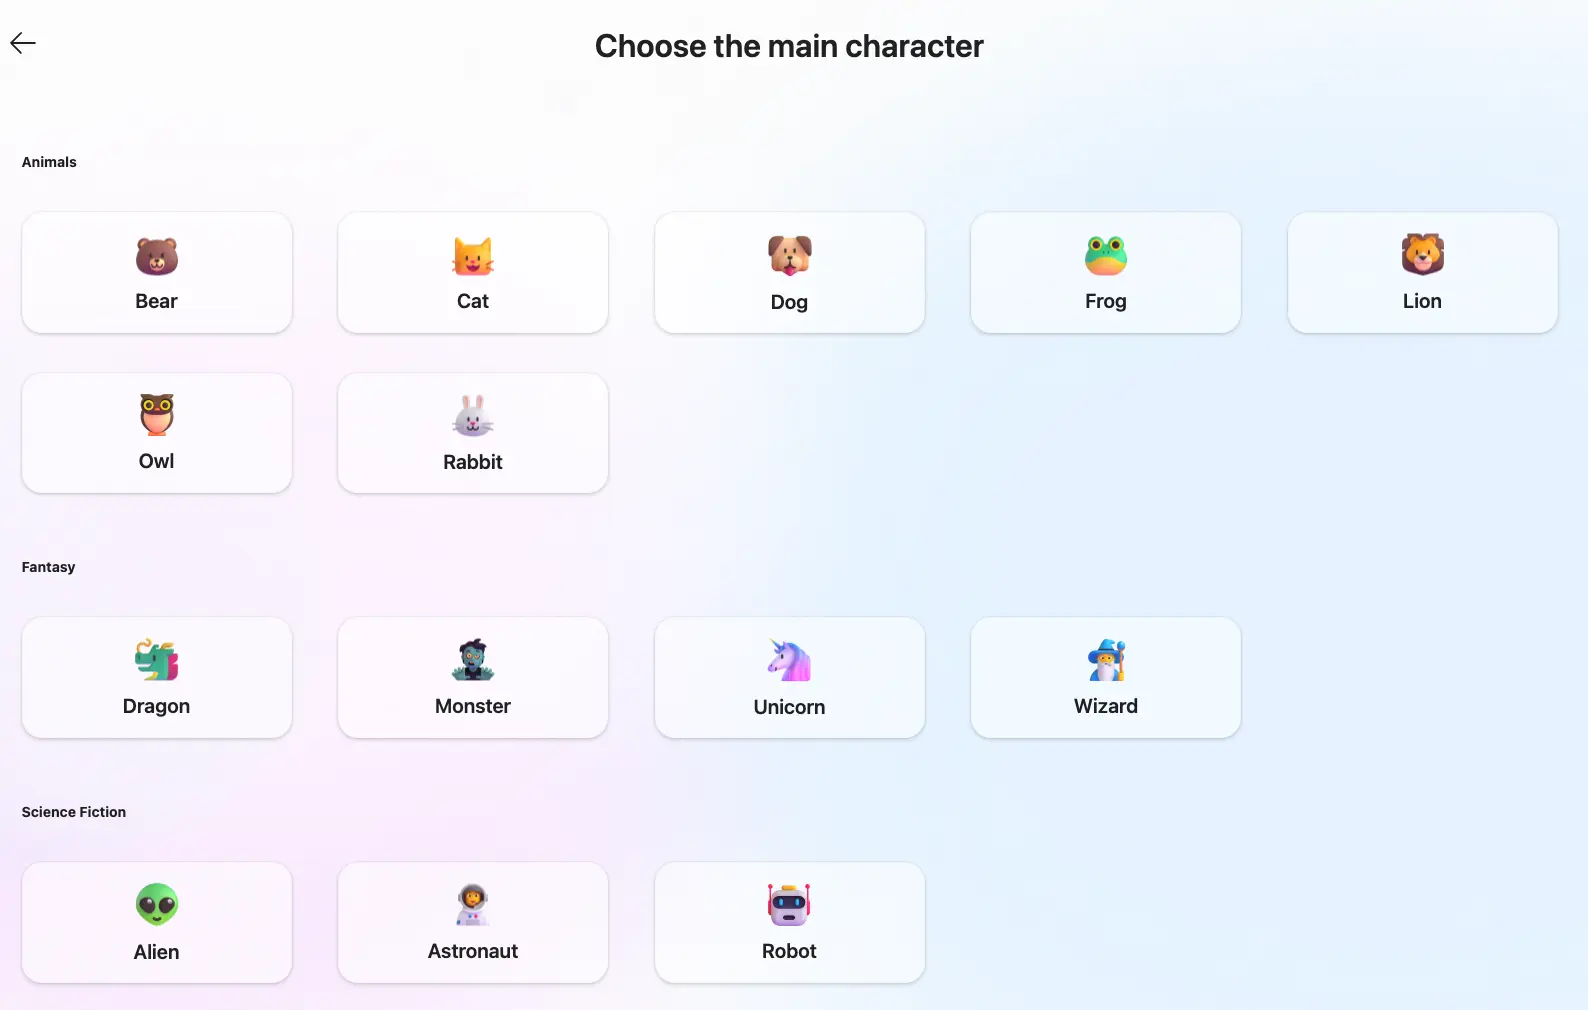 Choose the main character
Animals
Bear
Cat
Dog
Frog
Lion
Owl
Rabbit
Fantasy
Dragon
Monster
Unicorn
Wizard
Science Fiction
Alien
Astronaut
Robot